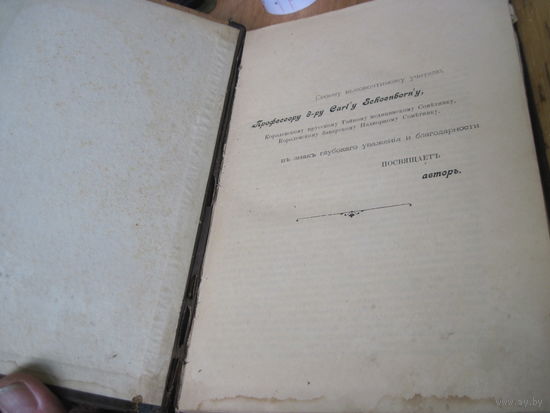 Своему высокочтимому учителю,
Профессору д-ру Carl'у Schoenborn'у,
Королевскому прусскому Тайному медицинскому Совѣтнику,
Королевскому баварскому Надворному Совѣтнику,
въ знакъ глубокаго уваженія и благодарности
ПОСВЯЩАЕТЪ
авторъ.
www.ay.by